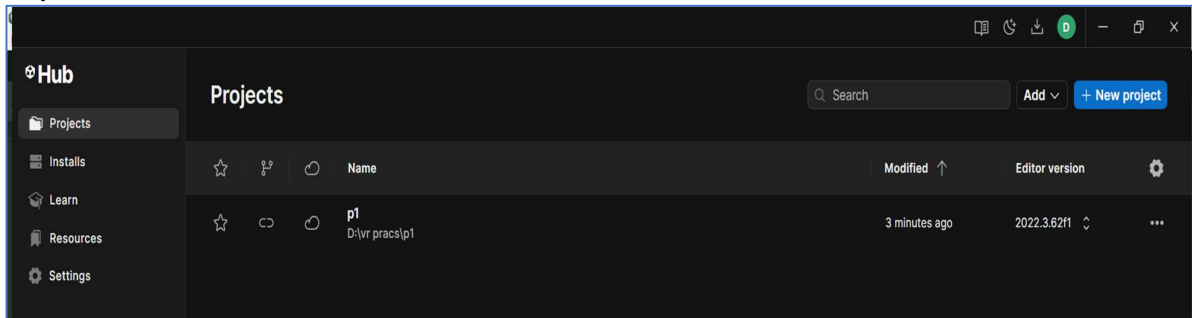 D
Hub
Projects
Installs
Learn
Resources
Settings
Projects
Search
Add
+ New project
Name
Modified ↑
Editor version
p1
D:\vr pracs\p1
3 minutes ago
2022.3.62f1